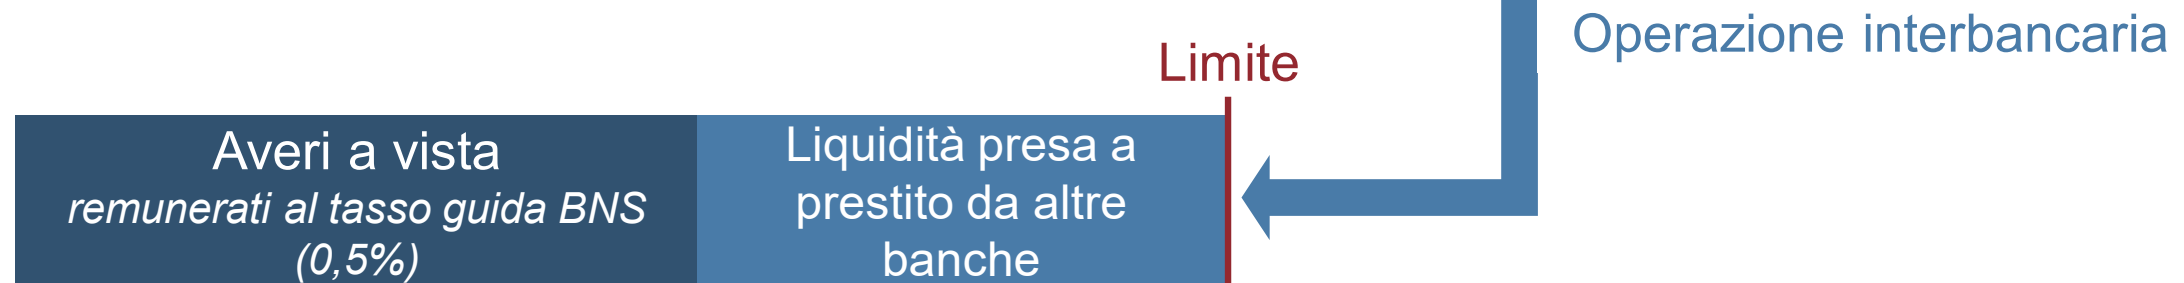 Operazione interbancaria
Limite
Averi a vista
remunerati al tasso guida BNS
(0,5%)
Liquidità presa a
prestito da altre
banche